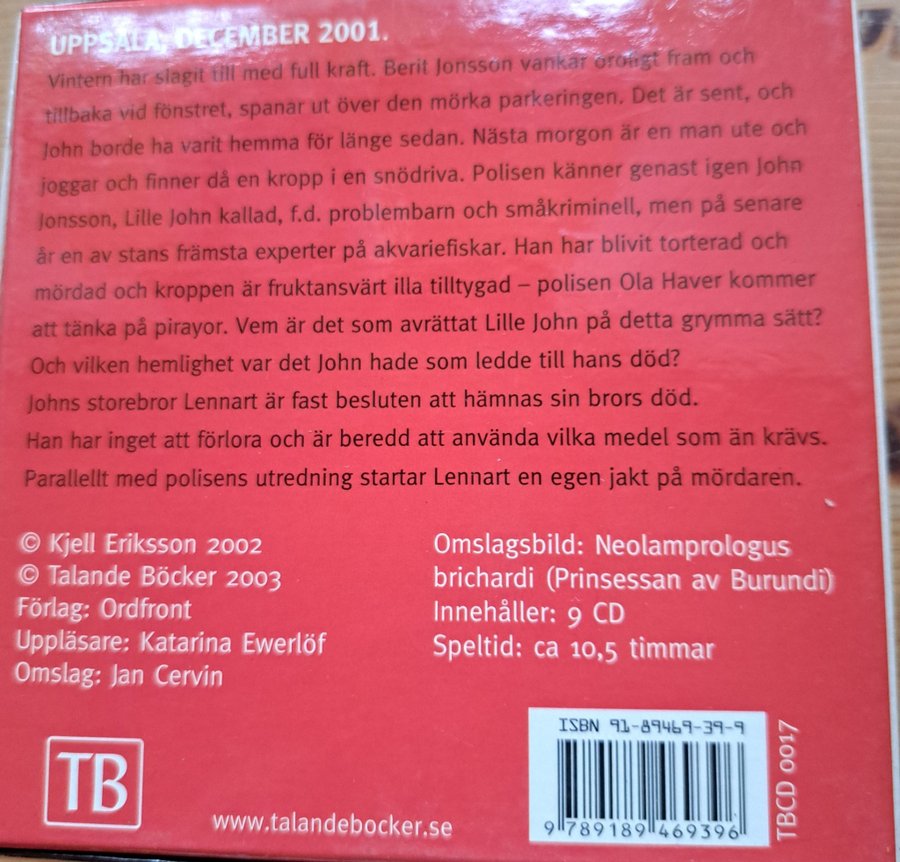 UPPSALA, DECEMBER 2001.
Vintern har slagit till med full kraft. Berit Jonsson vankar oroligt fram och
tillbaka vid fönstret, spanar ut över den mörka parkeringen. Det är sent, och
John borde ha varit hemma för länge sedan. Nästa morgon är en man ute och
joggar och finner då en kropp i en snödriva. Polisen känner genast igen John
Jonsson, Lille John kallad, f.d. problembarn och småkriminell, men på senare
år en av stans främsta experter på akvariefiskar. Han har blivit torterad och
mördad och kroppen är fruktansvärt illa tilltygad – polisen Ola Haver kommer
att tänka på pirayor. Vem är det som avrättat Lille John på detta grymma sätt?
Och vilken hemlighet var det John hade som ledde till hans död?
Johns storebror Lennart är fast besluten att hämnas sin brors död.
Han har inget att förlora och är beredd att använda vilka medel som än krävs.
Parallellt med polisens utredning startar Lennart en egen jakt på mördaren.
© Kjell Eriksson 2002
© Talande Böcker 2003
Förlag: Ordfront
Uppläsare: Katarina Ewerlöf
Omslag: Jan Cervin
Omslagsbild: Neolamprologus
brichardi (Prinsessan av Burundi)
Innehåller: 9 CD
Speltid: ca 10,5 timmar
TB
www.talandebocker.se
ISBN 91-89469-39-9
9 789189 469396
TBCD 0017